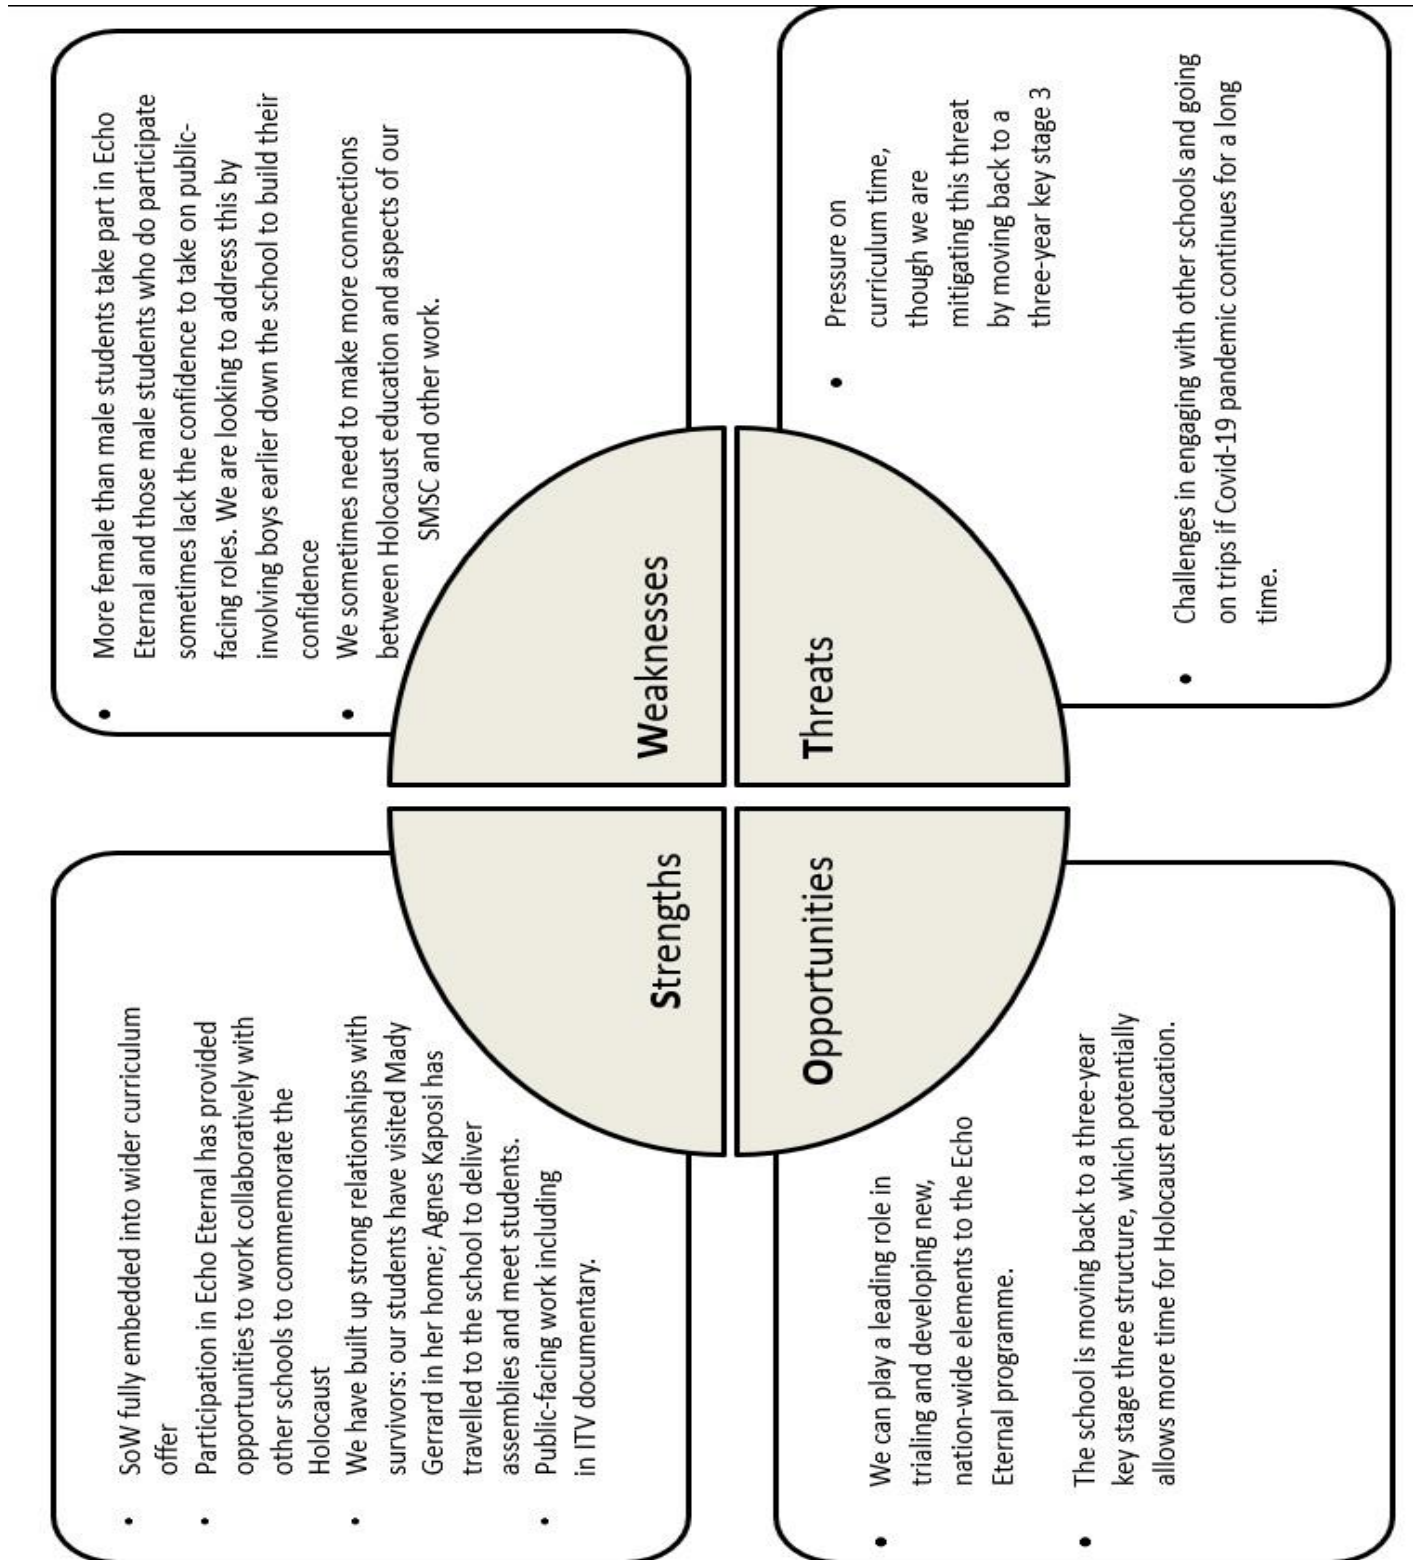 • SoW fully embedded into wider curriculum
offer
• Participation in Echo Eternal has provided
opportunities to work collaboratively with
other schools to commemorate the
Holocaust
• We have built up strong relationships with
survivors: our students have visited Mady
Gerrard in her home; Agnes Kaposi has
travelled to the school to deliver
assemblies and meet students.
• Public-facing work including
in ITV documentary.
Strengths
• More female than male students take part in Echo
Eternal and those male students who do participate
sometimes lack the confidence to take on public-
facing roles. We are looking to address this by
involving boys earlier down the school to build their
confidence
• We sometimes need to make more connections
between Holocaust education and aspects of our
SMSC and other work.
Weaknesses
Opportunities
• We can play a leading role in
trialing and developing new,
nation-wide elements to the Echo
Eternal programme.
• The school is moving back to a three-year
key stage three structure, which potentially
allows more time for Holocaust education.
Threats
• Pressure on
curriculum time,
though we are
mitigating this threat
by moving back to a
three-year key stage 3
• Challenges in engaging with other schools and going
on trips if Covid-19 pandemic continues for a long
time.